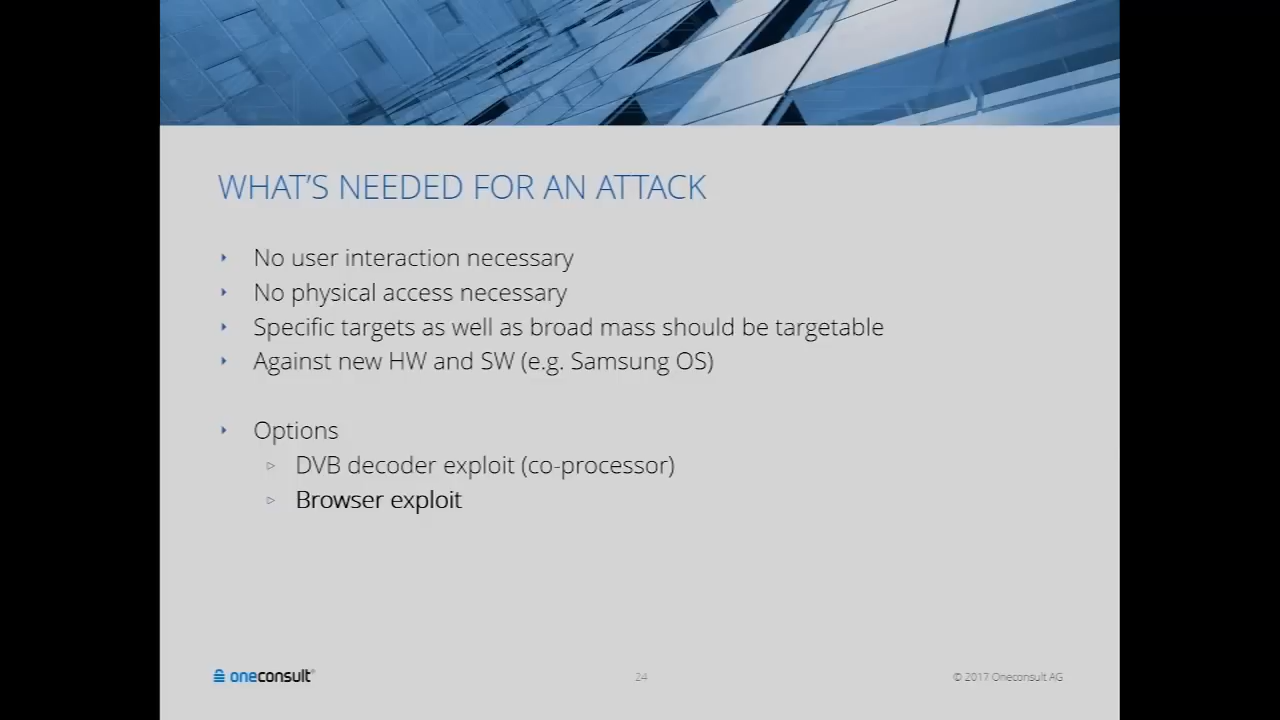 WHAT'S NEEDED FOR AN ATTACK
No user interaction necessary
No physical access necessary
Specific targets as well as broad mass should be targetable
Against new HW and SW (e.g. Samsung OS)
Options
DVB decoder exploit (co-processor)
Browser exploit
oneconsult®
24
© 2017 Oneconsult AG